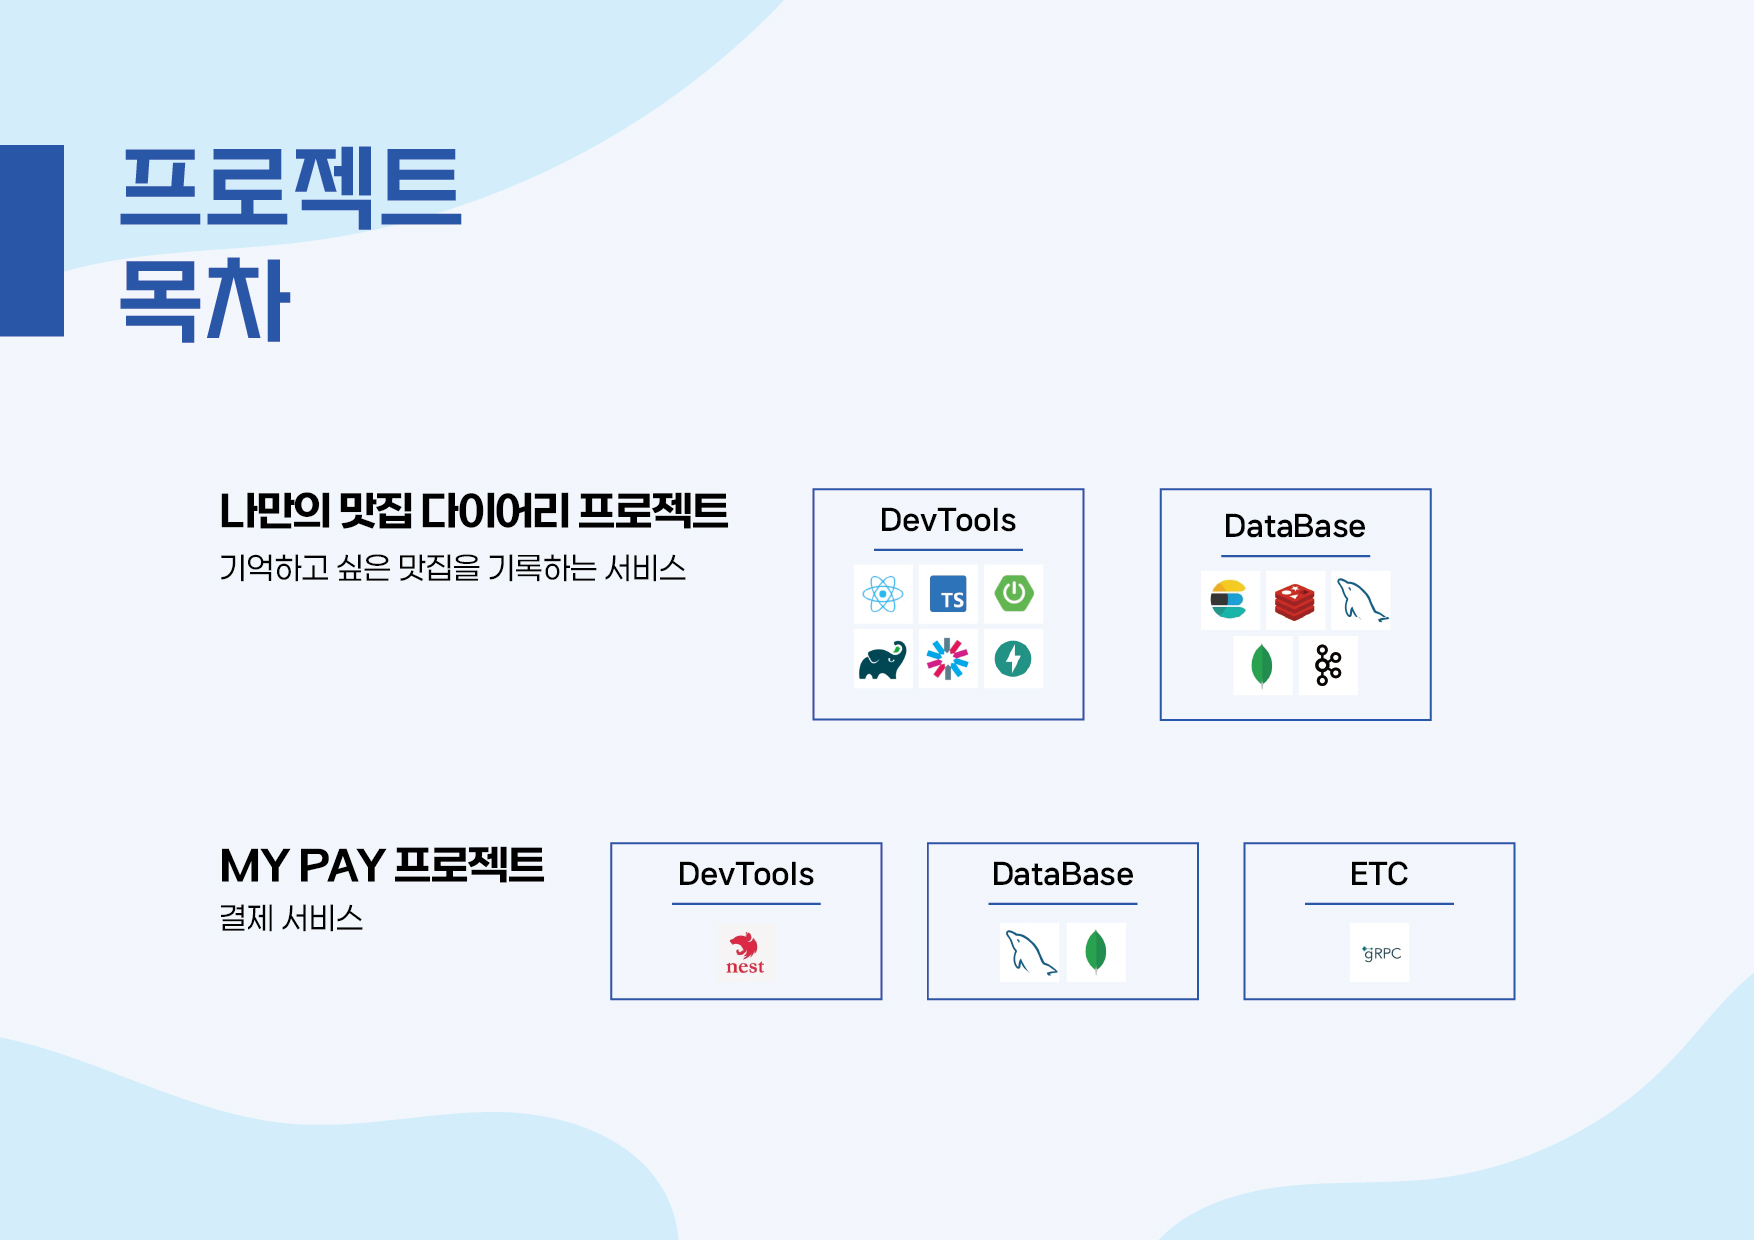 프로젝트
목차
나만의 맛집 다이어리 프로젝트
기억하고 싶은 맛집을 기록하는 서비스
DevTools
TS
DataBase
MY PAY 프로젝트
결제 서비스
DevTools
nest
DataBase
ETC
gRPC